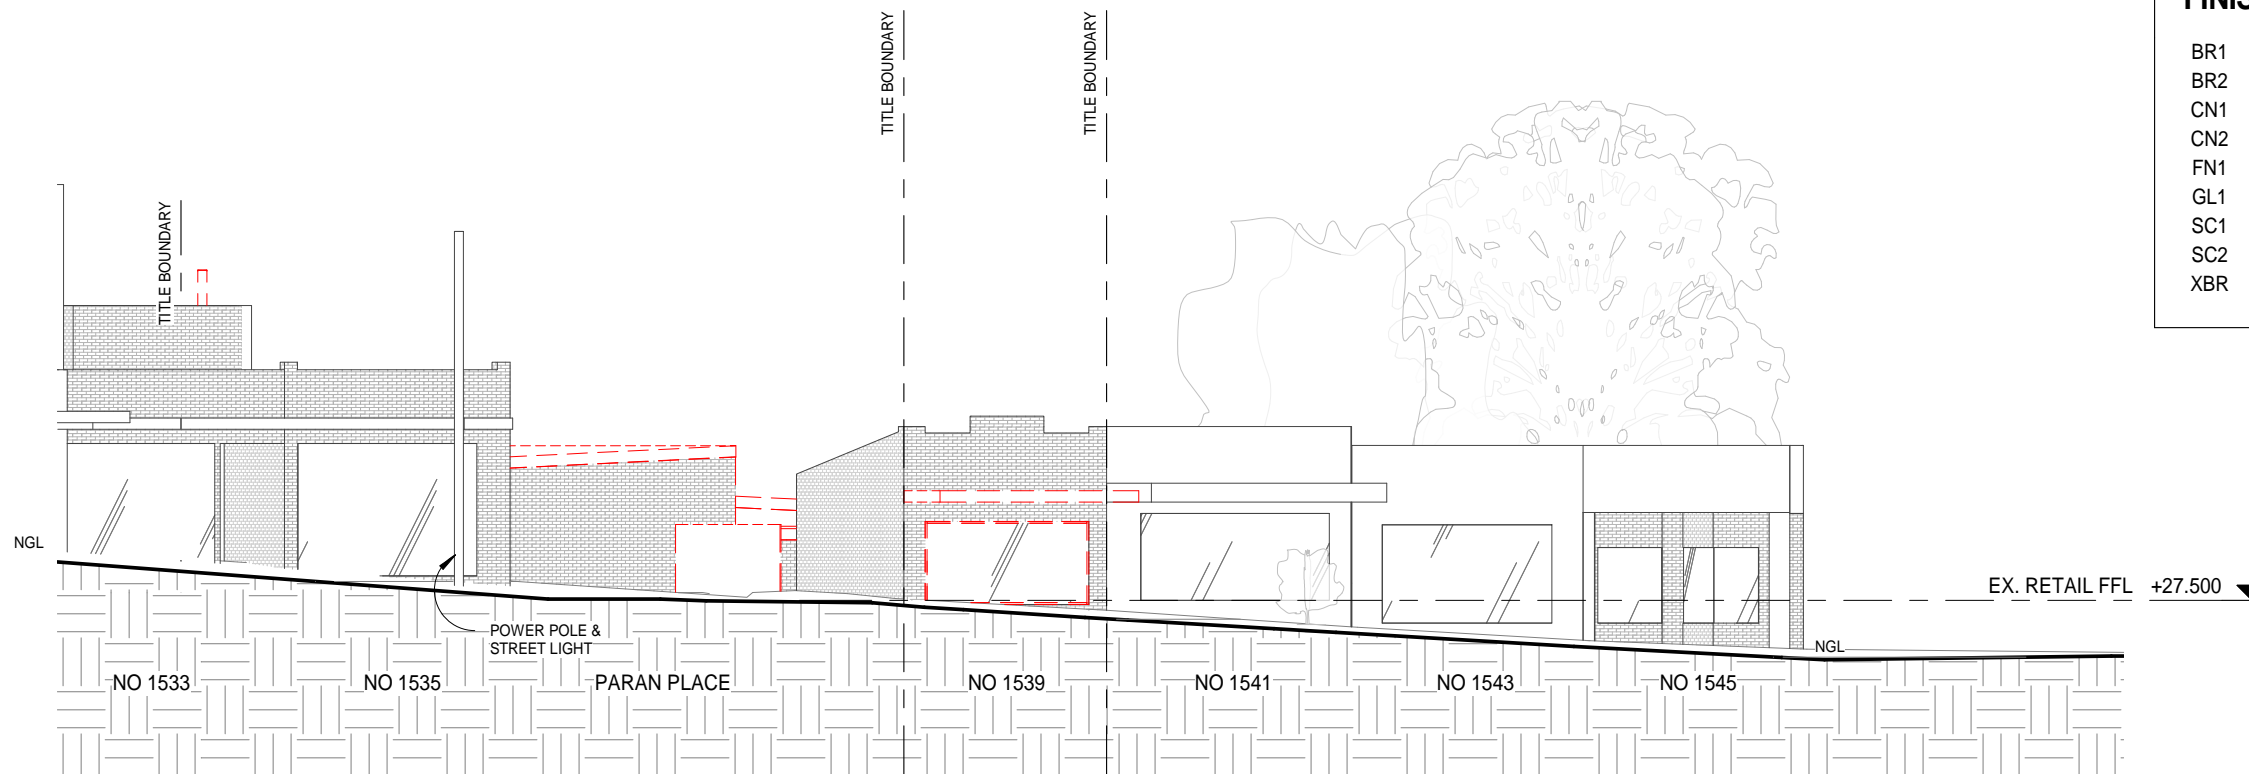 TITLE BOUNDARY
TITLE BOUNDARY
TITLE BOUNDARY
BR1
BR2
CN1
CN2
FN1
GL1
SC1
SC2
XBR
NGL
EX. RETAIL FFL +27.500
POWER POLE &
STREET LIGHT
NGL
NO 1533
NO 1535
PARAN PLACE
NO 1539
NO 1541
NO 1543
NO 1545